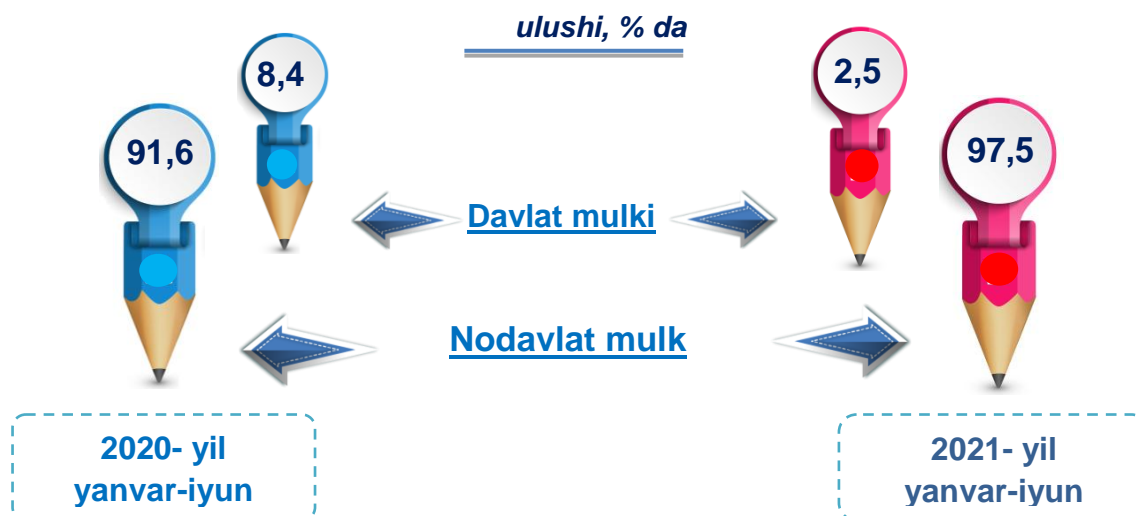 ulushi, % da
8,4
2,5
91,6
97,5
Davlat mulki
Nodavlat mulk
2020- yil
yanvar-iyun
2021- yil
yanvar-iyun